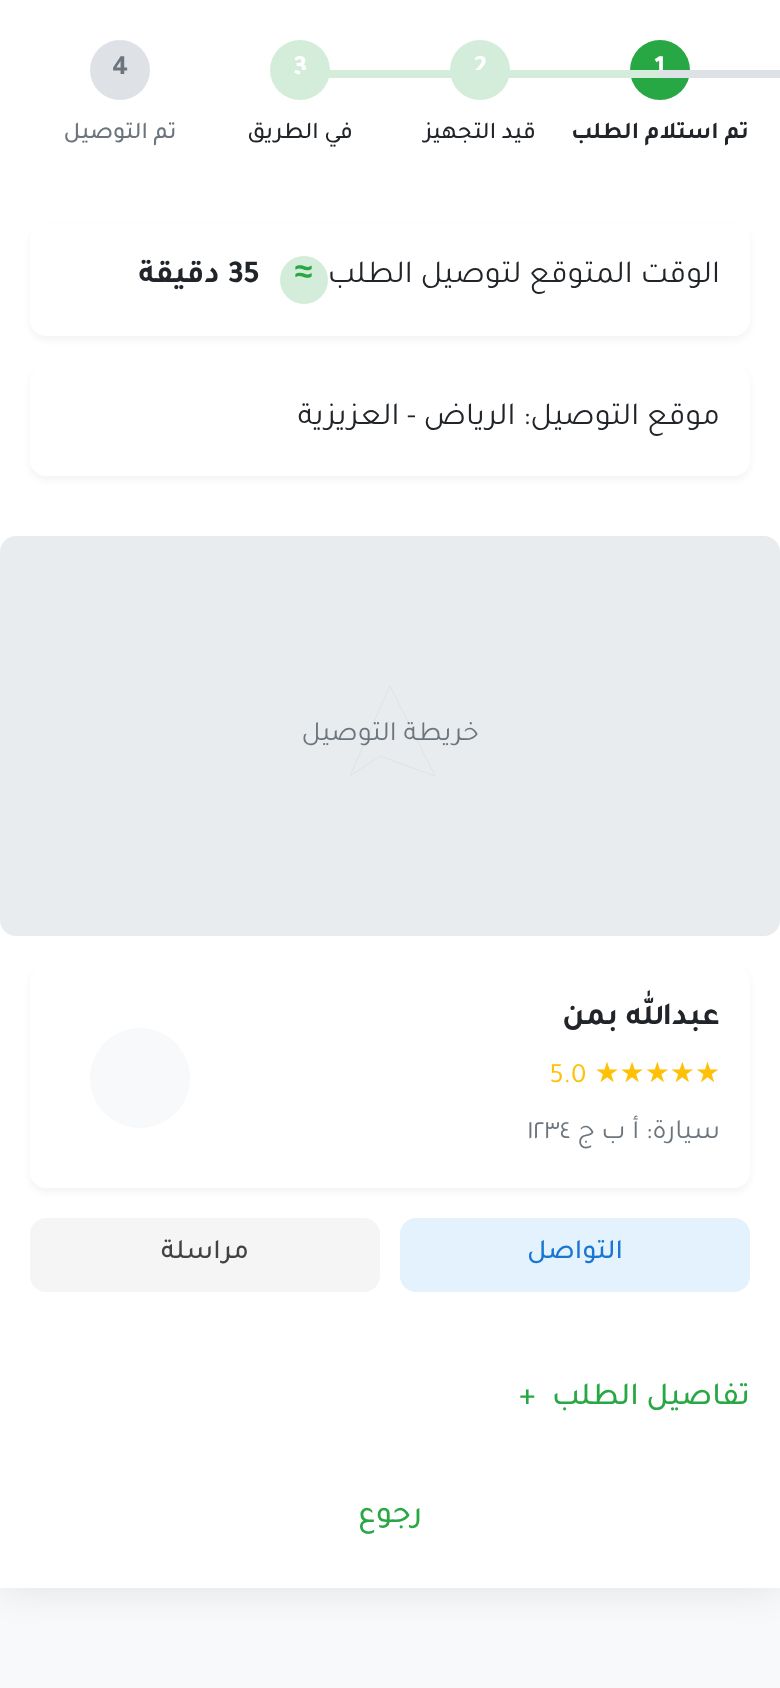 1 2 3 4
تم استلام الطلب قيد التجهيز في الطريق تم التوصيل
الوقت المتوقع لتوصيل الطلب ≈ 35 دقيقة
موقع التوصيل: الرياض - العزيزية
خريطة التوصيل
عبدالله بمن
★★★★★ 5.0
سيارة: أ ب ج ١٢٣٤
التواصل مراسلة
تفاصيل الطلب +
رجوع